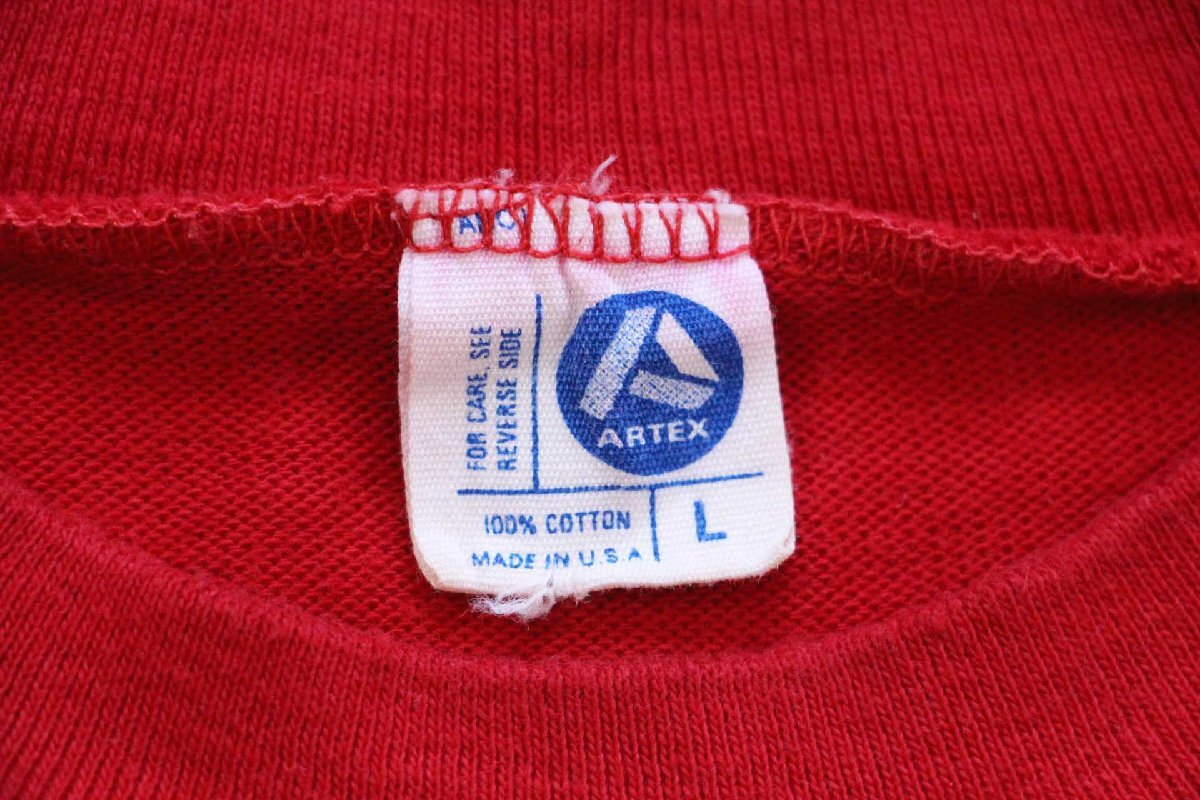 FOR CARE, SEE
REVERSE SIDE
ARTEX
100% COTTON
MADE IN U.S.A
L